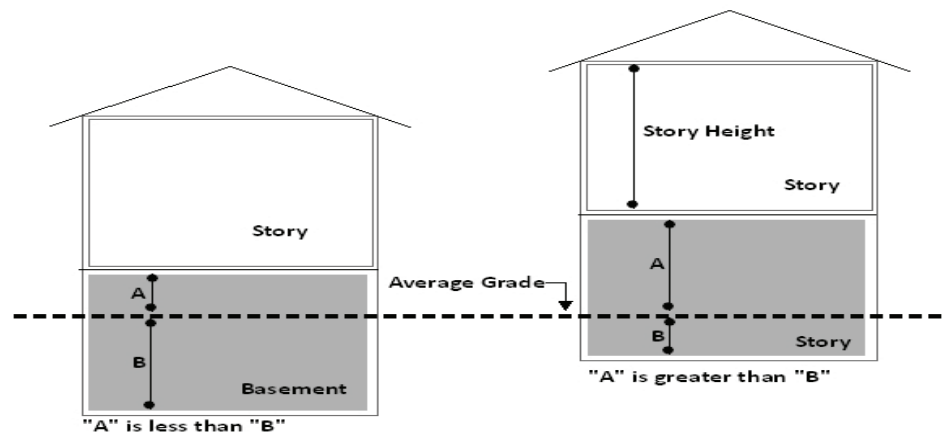 Story
A
B
Basement
"A" is less than "B"
Average Grade
Story Height
Story
A
B
Story
"A" is greater than "B"